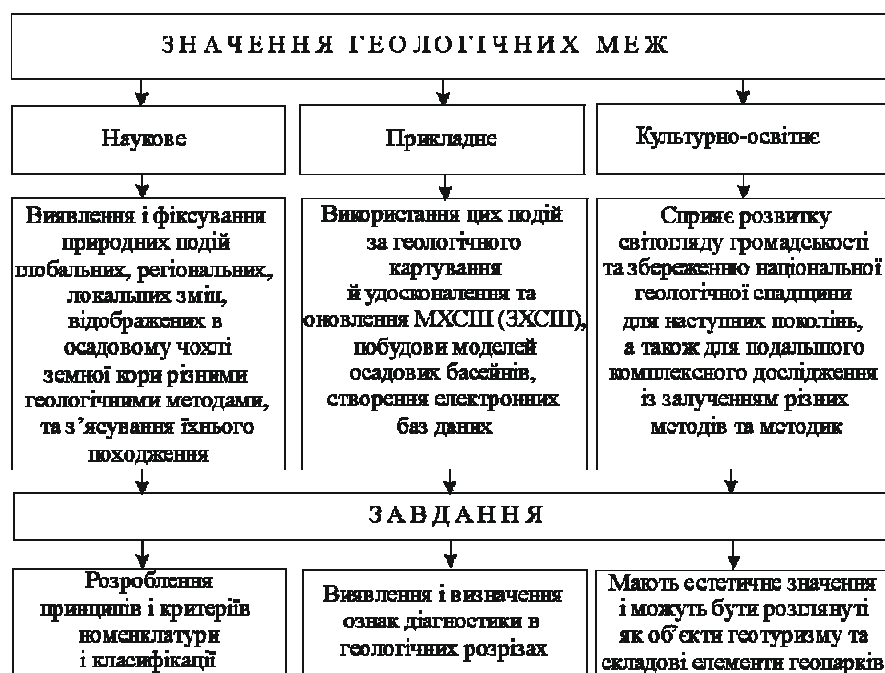 ЗНАЧЕННЯ ГЕОЛОГІЧНИХ МЕЖ
Наукове
Прикладне
Культурно-освітнє
Виявлення і фіксування
природних подій
глобальних, регіональних,
локальних змін,
відображених в
осадовому чохлі
земної кори різними
геологічними методами,
та з’ясування їхнього
походження
Використання цих подій
за геологічного
картування
й удосконалення та
оновлення МХСШ (ЗХСШ),
побудови моделей
осадових басейнів,
створення електронних
баз даних
Сприяє розвитку
світогляду громадськості
та збереженню національної
геологічної спадщини
для наступних поколінь,
а також для подальшого
комплексного дослідження
із залученням різних
методів та методик
ЗАВДАННЯ
Розроблення
принципів і критеріїв
номенклатури
і класифікації
Виявлення і визначення
ознак діагностики в
геологічних розрізах
Мають естетичне значення
і можуть бути розглянуті
як об’єкти геотуризму та
складові елементи геопарків